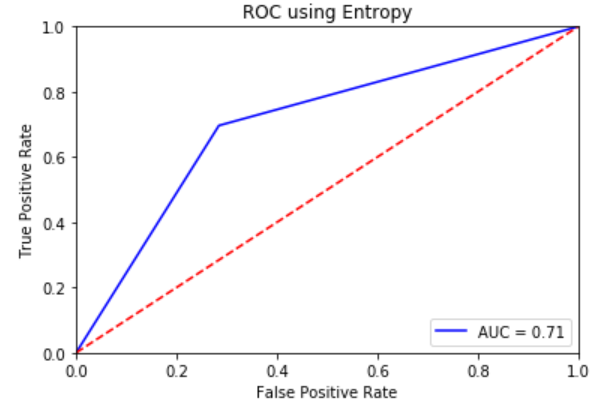 ROC using Entropy
1.0
0.8
0.6
0.4
0.2
0.0
True Positive Rate
AUC = 0.71
0.0 0.2 0.4 0.6 0.8 1.0
False Positive Rate